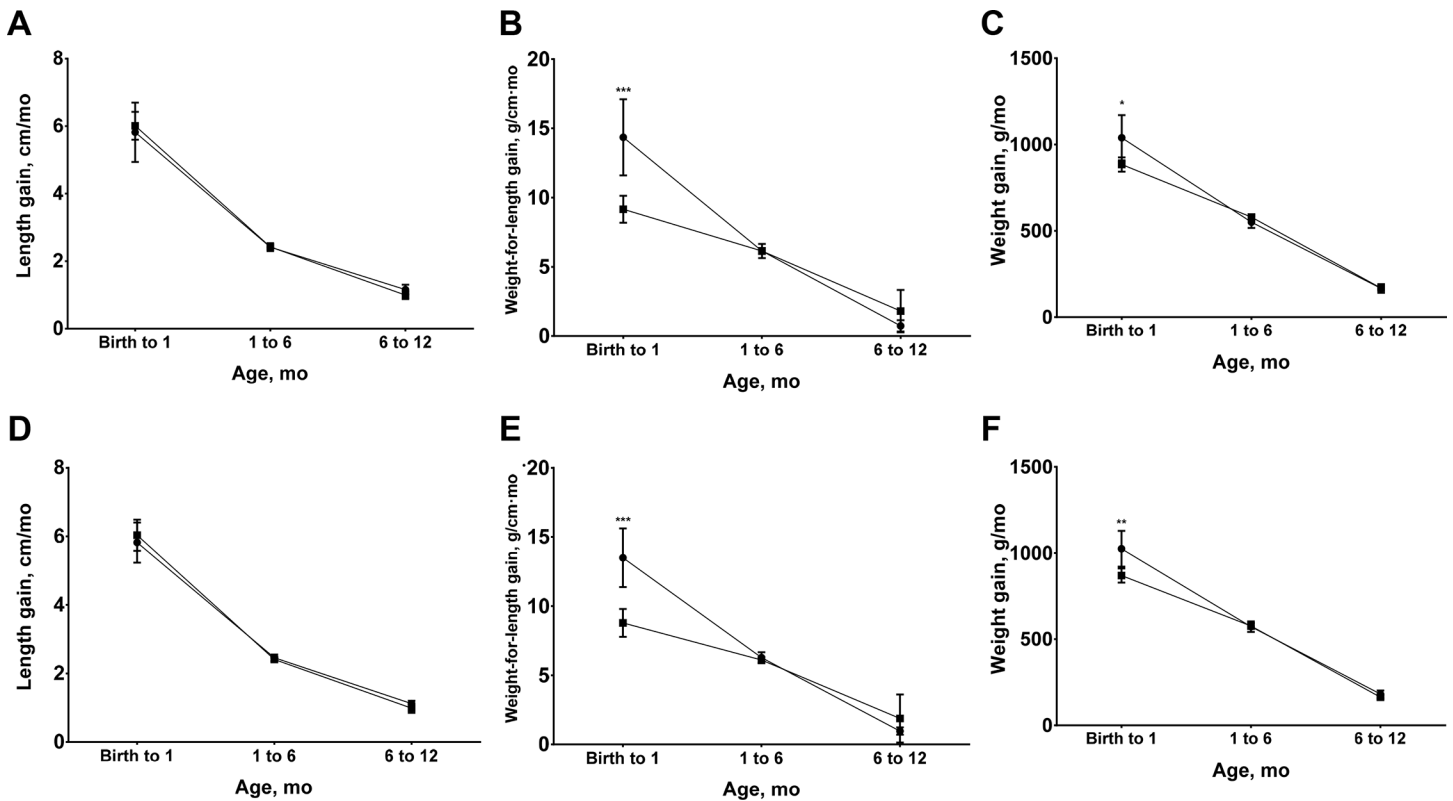 A
Length gain, cm/mo
8
6
4
2
0
Birth to 1
1 to 6
6 to 12
Age, mo
B
Weight-for-length gain, g/cm·mo
20
15
10
5
0
***
Birth to 1
1 to 6
6 to 12
Age, mo
C
Weight gain, g/mo
1500
1000
500
0
*
Birth to 1
1 to 6
6 to 12
Age, mo
D
Length gain, cm/mo
8
6
4
2
0
Birth to 1
1 to 6
6 to 12
Age, mo
E
Weight-for-length gain, g/cm·mo
20
15
10
5
0
***
Birth to 1
1 to 6
6 to 12
Age, mo
F
Weight gain, g/mo
1500
1000
500
0
**
Birth to 1
1 to 6
6 to 12
Age, mo